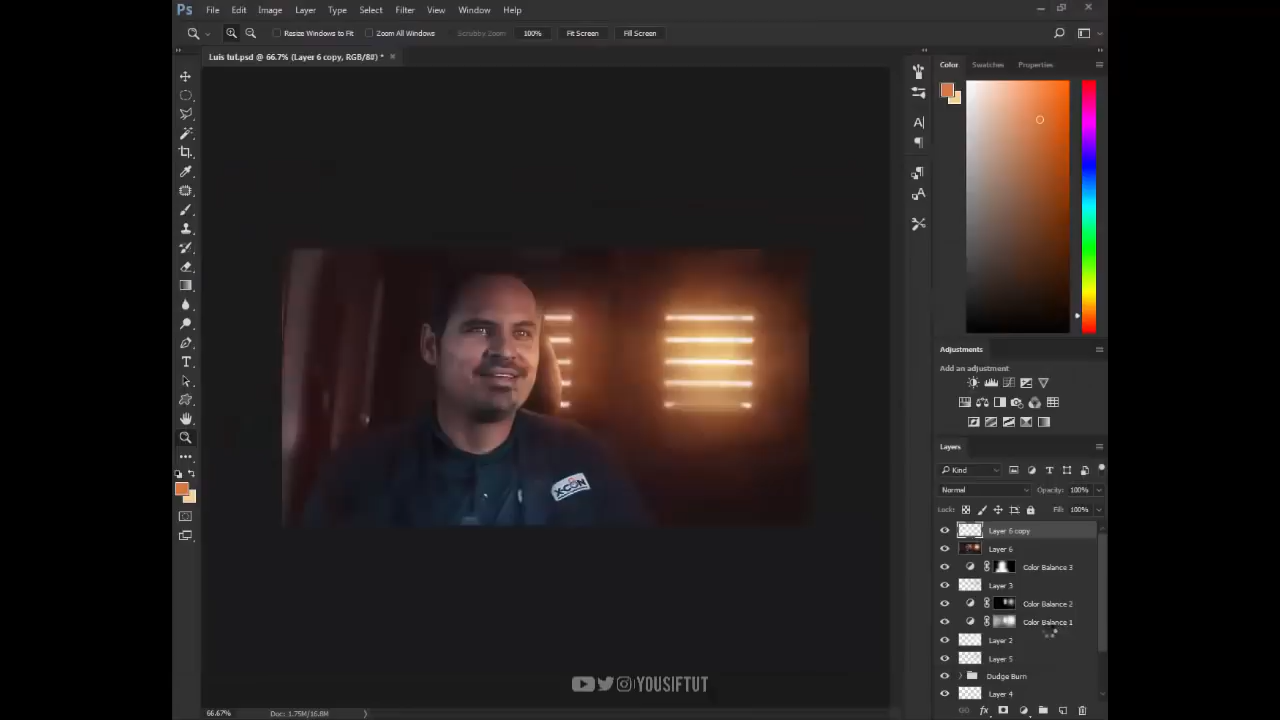 Ps File Edit Image Layer Type Select Filter View Window Help
Resize Windows to Fit Zoom All Windows Scrubby Zoom 100% Fit Screen Fill Screen
Luis tut.psd @ 66.7% (Layer 6 copy, RGB/8#) * ×
Color Swatches Properties
Adjustments
Add an adjustment
Layers
Kind
Normal Opacity: 100%
Lock: Fill: 100%
Layer 6 copy
Layer 6
Color Balance 3
Layer 3
Color Balance 2
Color Balance 1
Layer 2
Layer 5
Dudge Burn
Layer 4
X-CON
YOUSIFTUT
66.67% Doc: 1.75M/16.8M